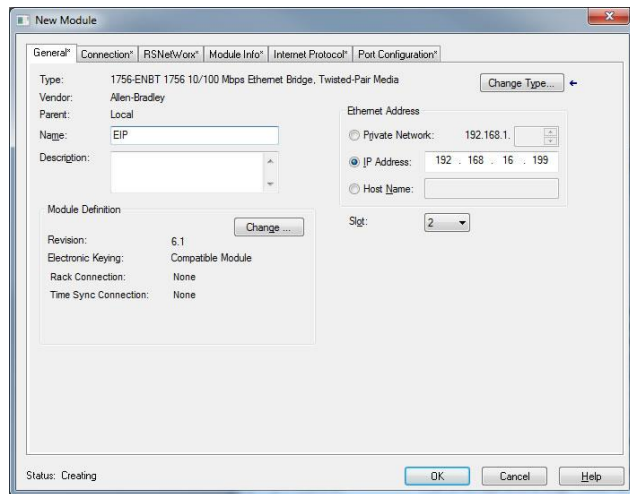 New Module
General* Connection* RSNetWorx* Module Info* Internet Protocol* Port Configuration*
Type: 1756-ENBT 1756 10/100 Mbps Ethernet Bridge, Twisted-Pair Media
Change Type...
Vendor: Allen-Bradley
Parent: Local
Name: EIP
Description:
Ethernet Address
Private Network: 192.168.1.
IP Address: 192 . 168 . 16 . 199
Host Name:
Slot: 2
Module Definition
Change ...
Revision: 6.1
Electronic Keying: Compatible Module
Rack Connection: None
Time Sync Connection: None
Status: Creating
OK Cancel Help